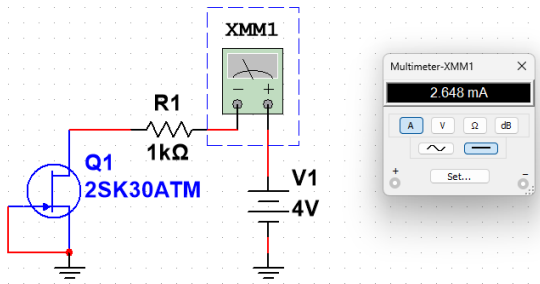 XMM1
R1
1kΩ
Q1
2SK30ATM
V1
4V
Multimeter-XMM1
2.648 mA
A V Ω dB
Set...
+ −